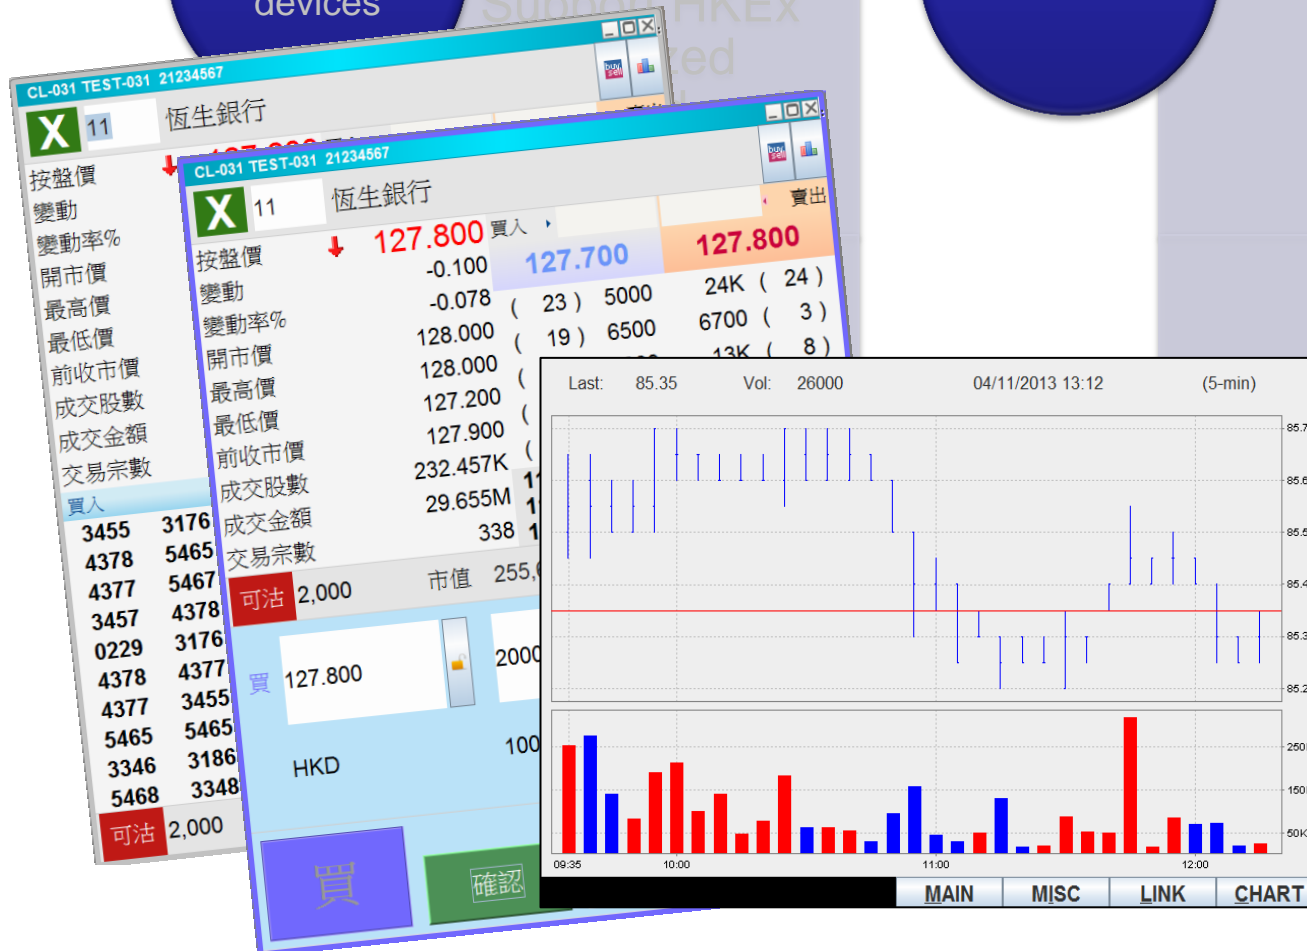 devices
Support HKEx
CL-031 TEST-031 21234567
buy
sell
X 11 恆生銀行
按盤價
變動
變動率%
開市價
最高價
最低價
前收市價
成交股數
成交金額
交易宗數
買入
3455 3176
4378 5465
4377 5467
3457 4378
0229 3176
4378 4377
4377 3455
5465 5465
3346 3186
5468 3348
可沽 2,000
CL-031 TEST-031 21234567
buy
sell
X 11 恆生銀行
買入 賣出
按盤價 127.800 127.700 127.800
變動 -0.100
變動率% -0.078 ( 23 ) 5000 24K ( 24 )
開市價 128.000 ( 19 ) 6500 6700 ( 3 )
最高價 128.000 13K ( 8 )
最低價 127.200
前收市價 127.900
成交股數 232.457K
成交金額 29.655M
交易宗數 338
可沽 2,000 市值
買 127.800
HKD
買 確認
Last: 85.35 Vol: 26000 04/11/2013 13:12 (5-min)
09:35 10:00 11:00 12:00
MAIN MISC LINK CHART